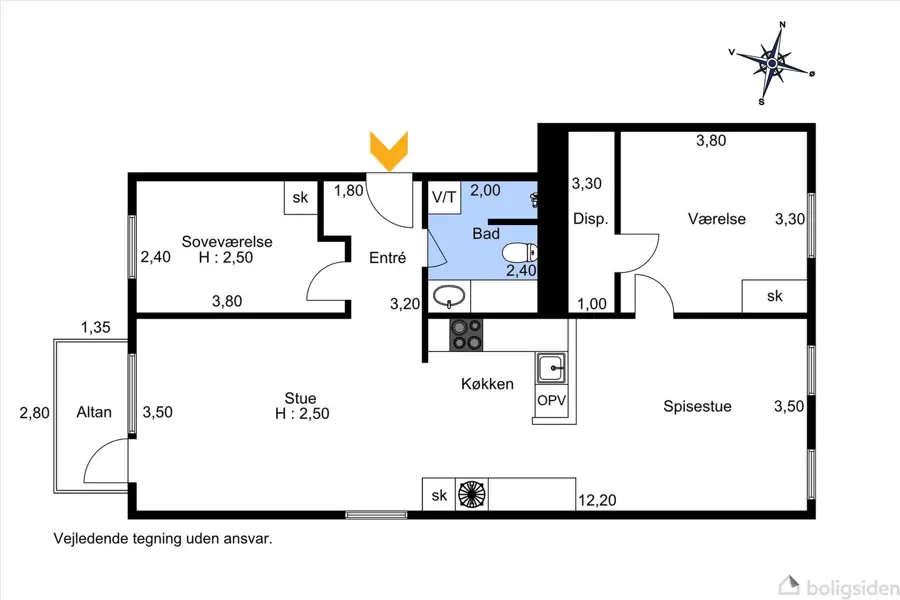 N
V
Ø
S
1,80
V/T
2,00
3,30
3,80
sk
Disp.
Værelse
3,30
Soveværelse
H : 2,50
2,40
Entré
Bad
2,40
3,80
3,20
1,00
sk
1,35
Køkken
Stue
H : 2,50
2,80
Altan
3,50
OPV
Spisestue
3,50
sk
12,20
Vejledende tegning uden ansvar.
boligsiden